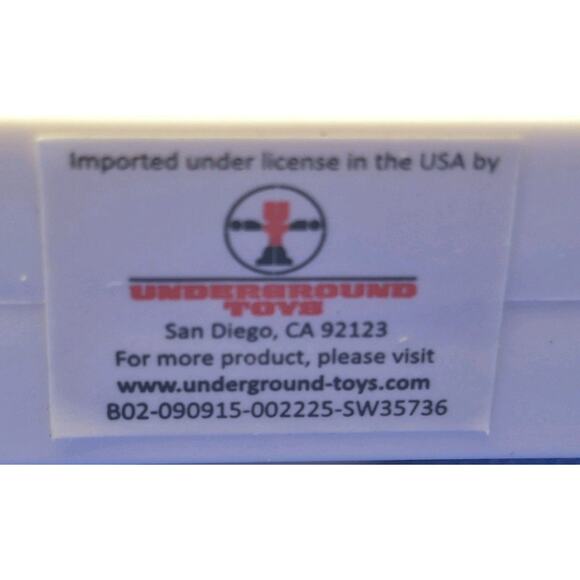 Imported under license in the USA by
UNDERGROUND
TOYS
San Diego, CA 92123
For more product, please visit
www.underground-toys.com
B02-090915-002225-SW35736